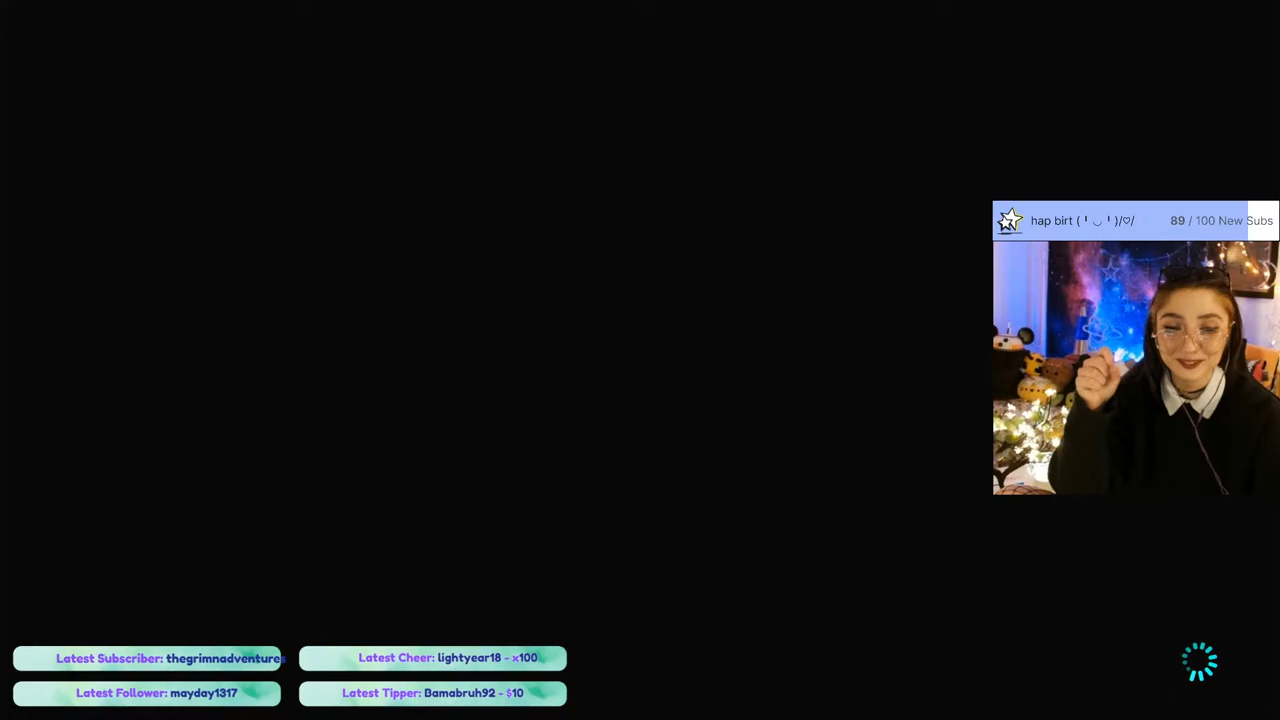 hap birt (╹◡╹)/♡/ 89 / 100 New Subs
Latest Subscriber: thegrimnadventures
Latest Cheer: lightyear18 - x100
Latest Follower: mayday1317
Latest Tipper: Bamabruh92 - $10